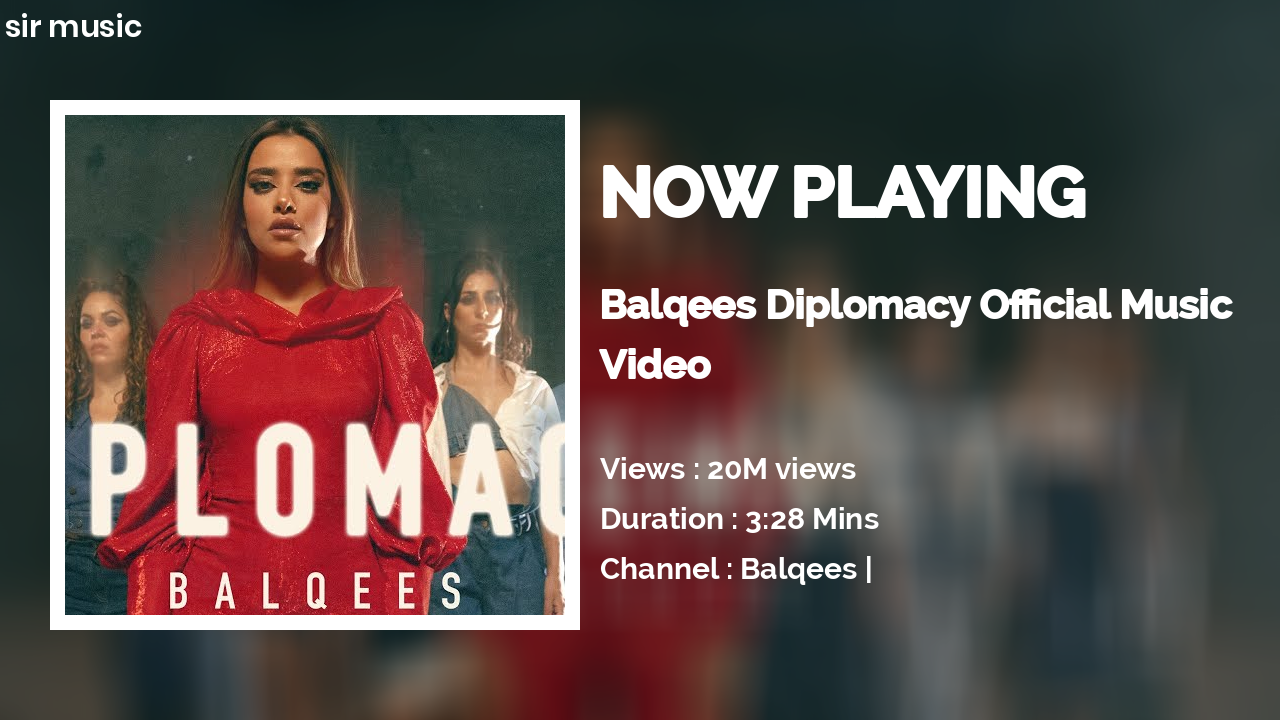 sir music
NOW PLAYING
Balqees Diplomacy Official Music
Video
Views : 20M views
Duration : 3:28 Mins
Channel : Balqees |
PLOMAC
BALQEES